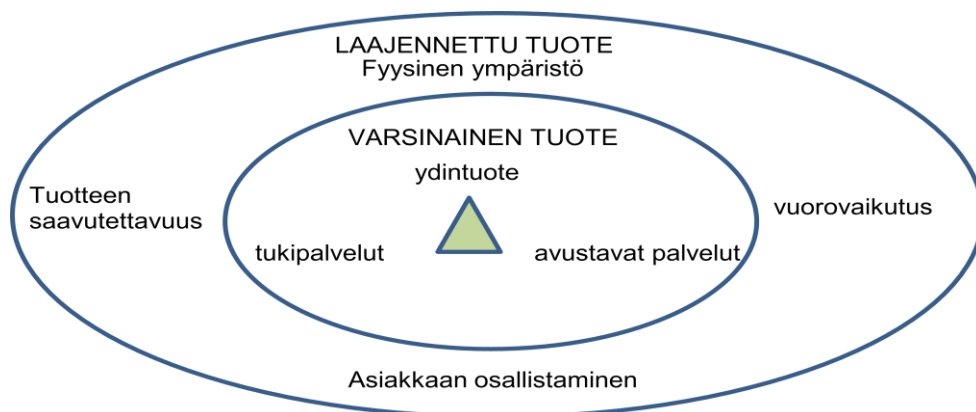 LAAJENNETTU TUOTE
Fyysinen ympäristö
VARSINAINEN TUOTE
ydintuote
Tuotteen
saavutettavuus
vuorovaikutus
tukipalvelut
avustavat palvelut
Asiakkaan osallistaminen